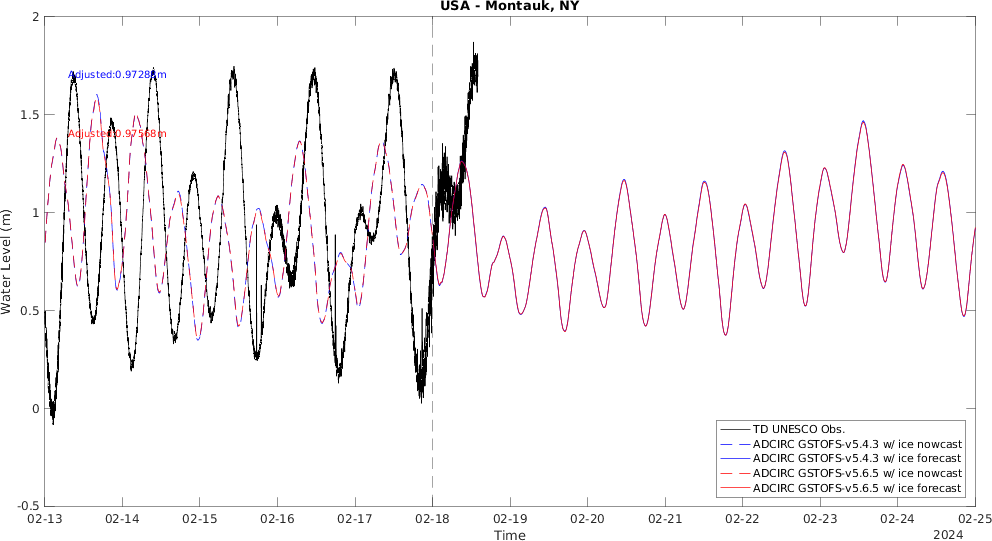 USA - Montauk, NY
2
1.5
1
0.5
0
-0.5
Water Level (m)
Adjusted:0.97568m
02-13
02-14
02-15
02-16
02-17
02-18
02-19
02-20
02-21
02-22
02-23
02-24
02-25
Time
2024
TD UNESCO Obs.
ADCIRC GSTOFS-v5.4.3 w/ ice nowcast
ADCIRC GSTOFS-v5.4.3 w/ ice forecast
ADCIRC GSTOFS-v5.6.5 w/ ice nowcast
ADCIRC GSTOFS-v5.6.5 w/ ice forecast